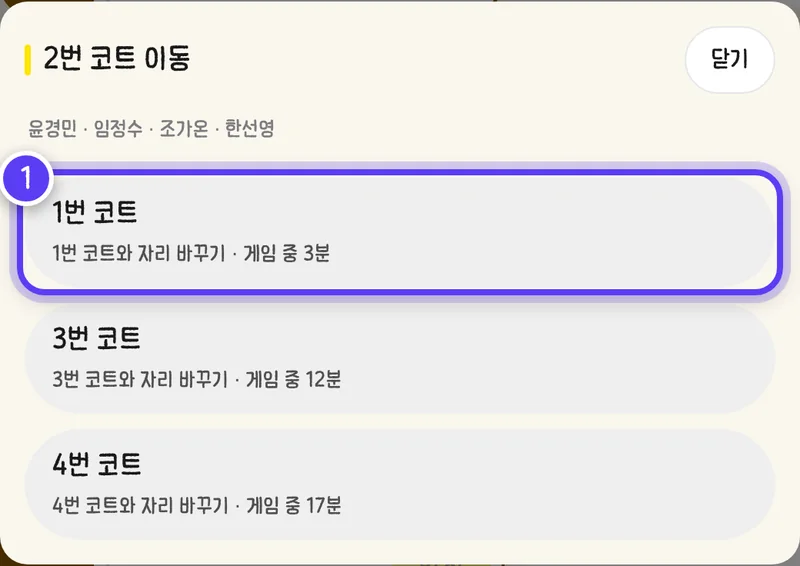 2번 코트 이동
닫기
윤경민 · 임정수 · 조가온 · 한선영
1
1번 코트
1번 코트와 자리 바꾸기 · 게임 중 3분
3번 코트
3번 코트와 자리 바꾸기 · 게임 중 12분
4번 코트
4번 코트와 자리 바꾸기 · 게임 중 17분